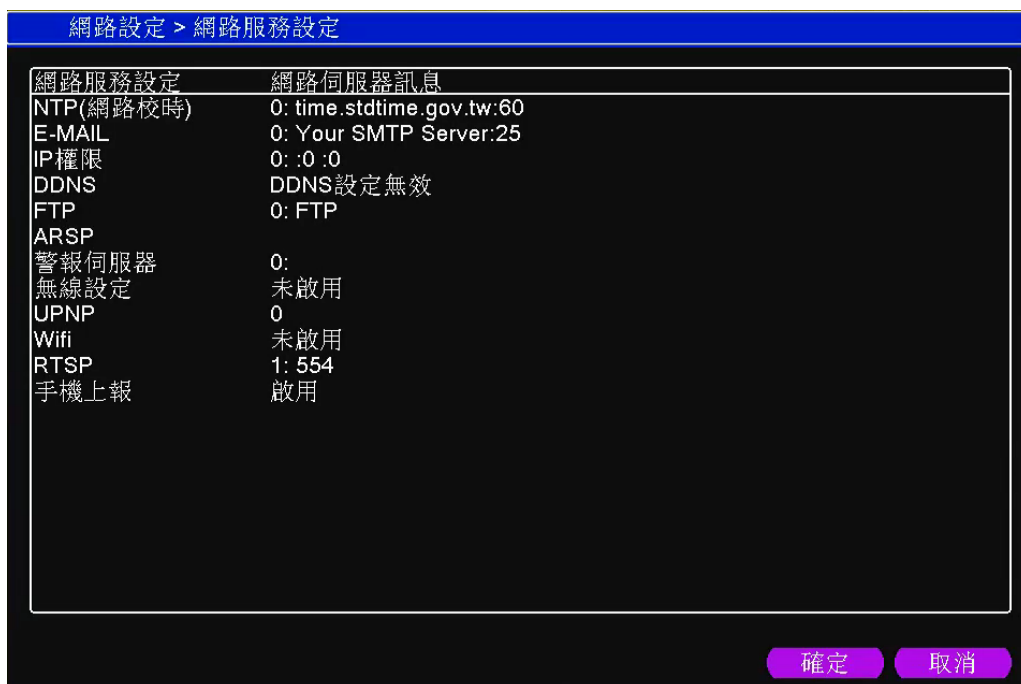 網路設定 > 網路服務設定
網路服務設定 網路伺服器訊息
NTP(網路校時) 0: time.stdtime.gov.tw:60
E-MAIL 0: Your SMTP Server:25
IP權限 0: :0 :0
DDNS DDNS設定無效
FTP 0: FTP
ARSP
警報伺服器 0:
無線設定 未啟用
UPNP 0
Wifi 未啟用
RTSP 1: 554
手機上報 啟用
確定 取消